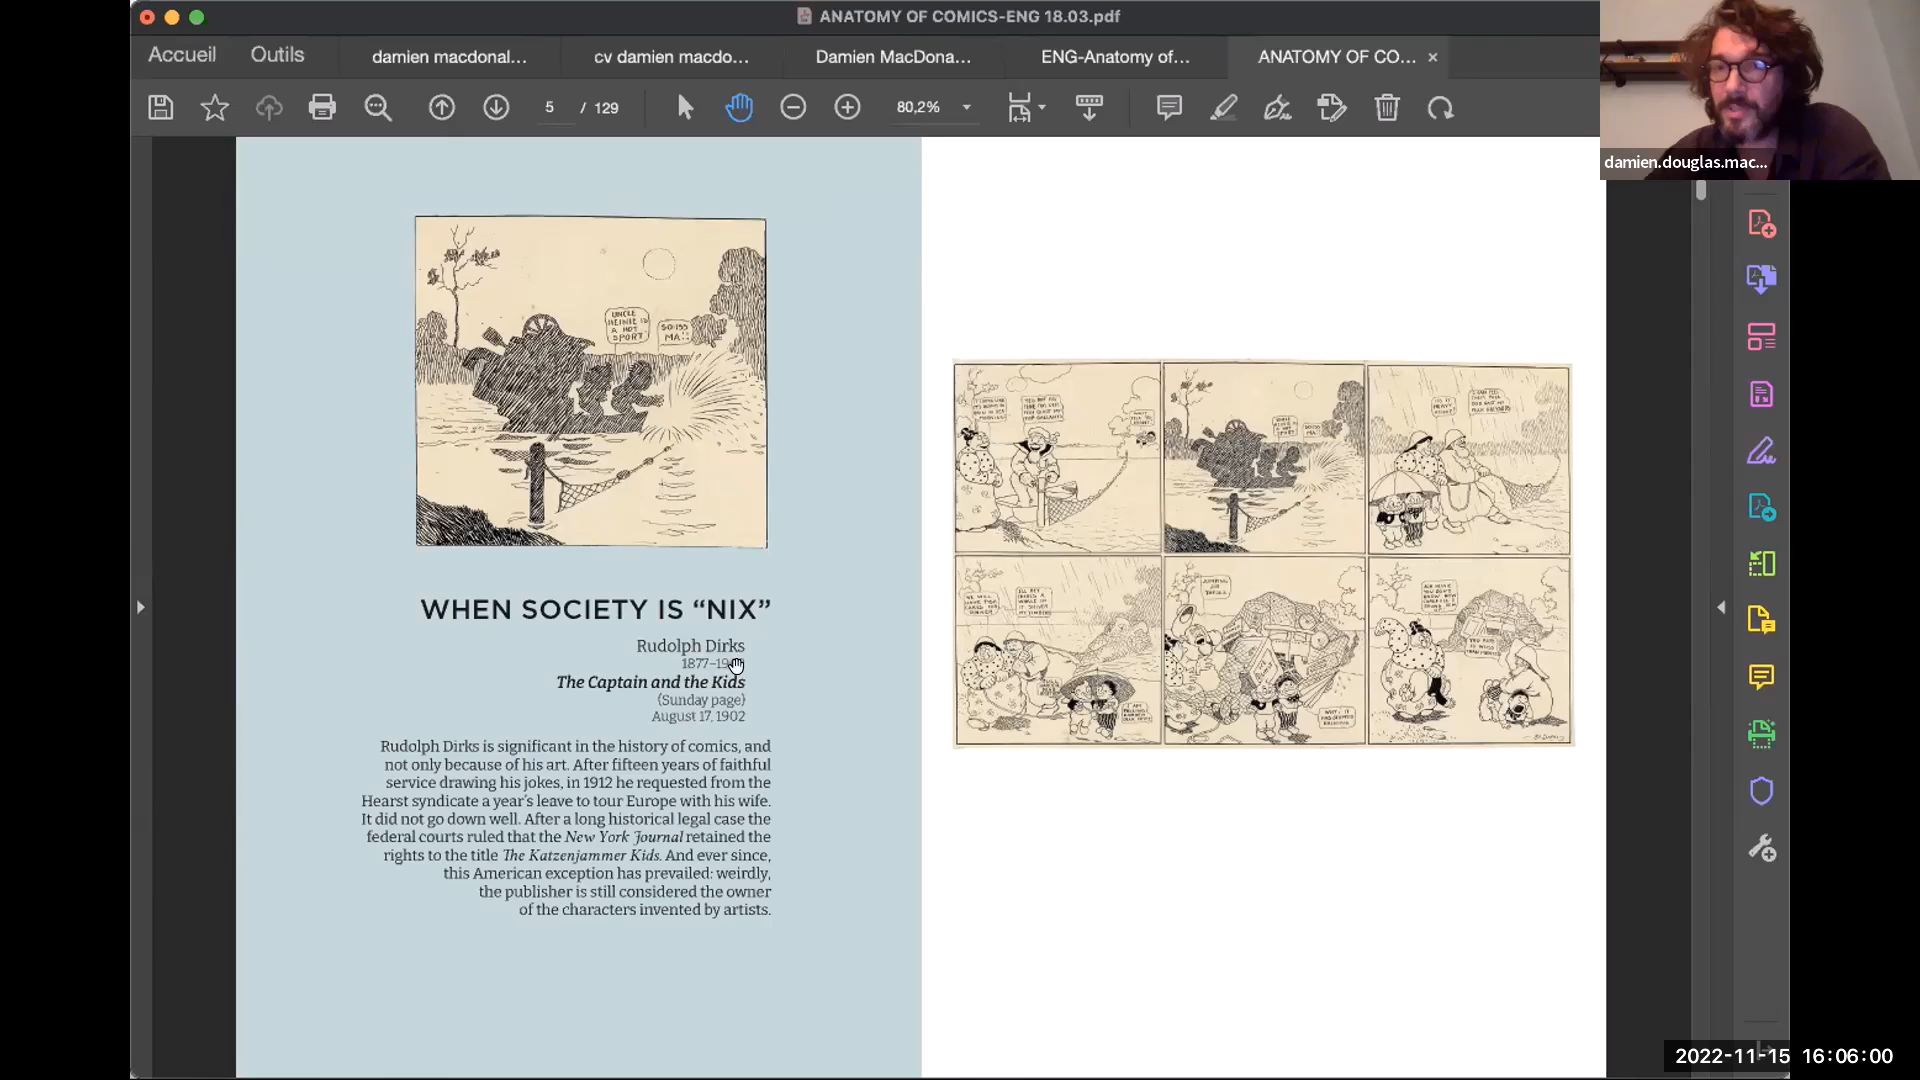 ANATOMY OF COMICS-ENG 18.03.pdf
Accueil
Outils
damien macdonal...
cv damien macdo...
Damien MacDona...
ENG-Anatomy of...
ANATOMY OF CO... ×
5 / 129
80,2%
damien.douglas.mac...
UNCLE
HEINIE IS
A HOT
SPORT
SO ISS
MA!!
WHEN SOCIETY IS “NIX”
Rudolph Dirks
1877–19
The Captain and the Kids
(Sunday page)
August 17, 1902
Rudolph Dirks is significant in the history of comics, and
not only because of his art. After fifteen years of faithful
service drawing his jokes, in 1912 he requested from the
Hearst syndicate a year’s leave to tour Europe with his wife.
It did not go down well. After a long historical legal case the
federal courts ruled that the New York Journal retained the
rights to the title The Katzenjammer Kids. And ever since,
this American exception has prevailed: weirdly,
the publisher is still considered the owner
of the characters invented by artists.
2022-11-15 16:06:00